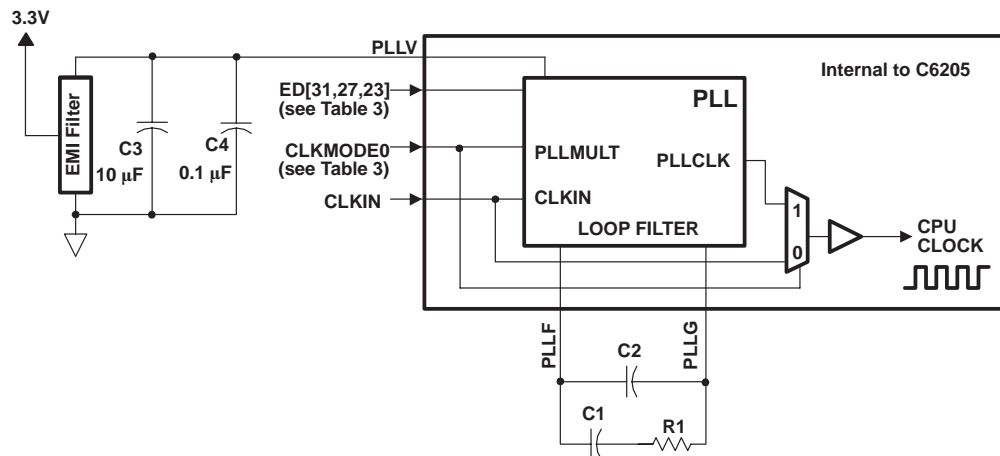 3.3V
PLLV
Internal to C6205
ED[31,27,23]
(see Table 3)
PLL
EMI Filter
C3
10 μF
C4
0.1 μF
CLKMODE0
(see Table 3)
PLLMULT
PLLCLK
CLKIN
CLKIN
LOOP FILTER
1
0
CPU
CLOCK
PLLF
PLLG
C2
C1
R1